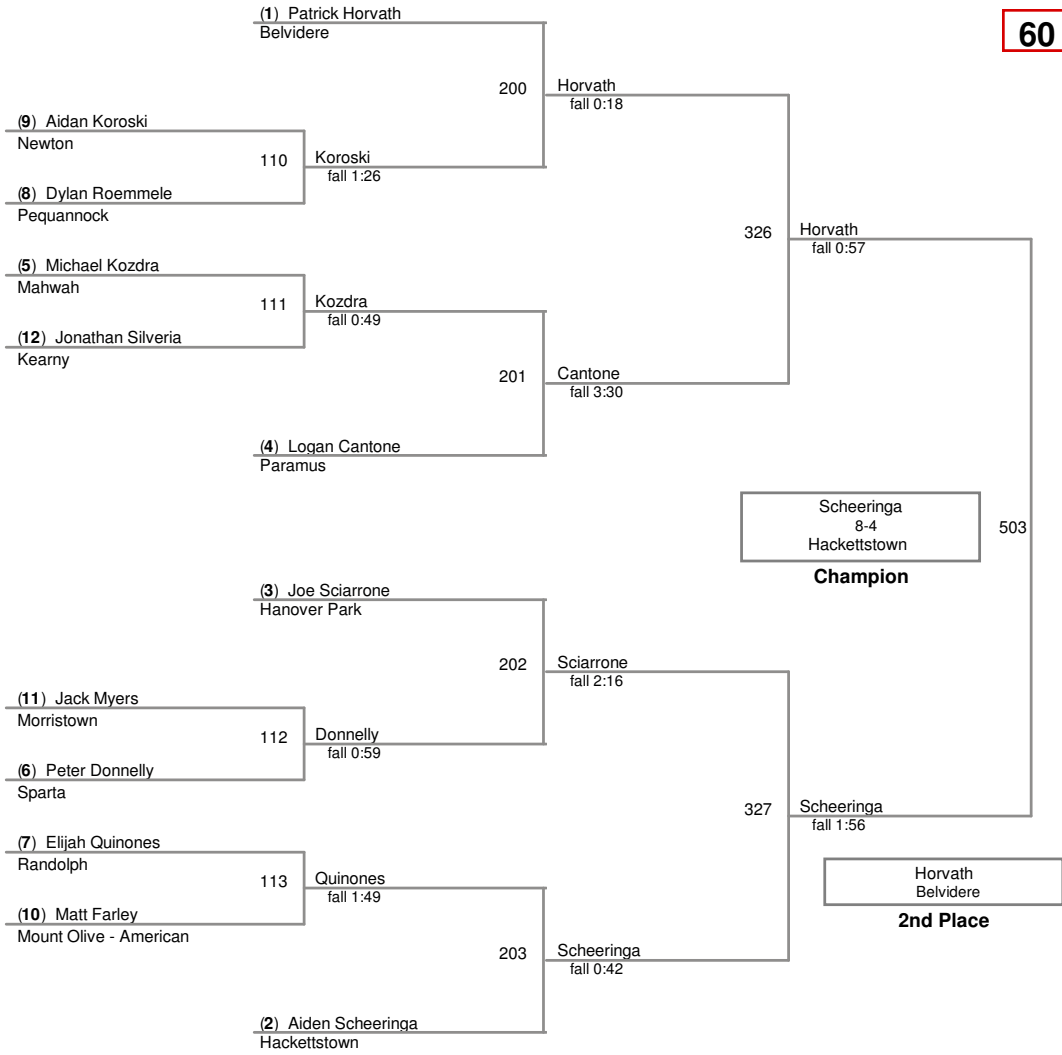 (1) Patrick Horvath
Belvidere
60
200
Horvath
fall 0:18
(9) Aidan Koroski
Newton
110
Koroski
fall 1:26
(8) Dylan Roemmele
Pequannock
326
Horvath
fall 0:57
(5) Michael Kozdra
Mahwah
111
Kozdra
fall 0:49
(12) Jonathan Silveria
Kearny
201
Cantone
fall 3:30
(4) Logan Cantone
Paramus
Scheeringa
8-4
Hackettstown
503
Champion
(3) Joe Sciarrone
Hanover Park
202
Sciarrone
fall 2:16
(11) Jack Myers
Morristown
112
Donnelly
fall 0:59
(6) Peter Donnelly
Sparta
327
Scheeringa
fall 1:56
(7) Elijah Quinones
Randolph
113
Quinones
fall 1:49
Horvath
Belvidere
2nd Place
(10) Matt Farley
Mount Olive - American
203
Scheeringa
fall 0:42
(2) Aiden Scheeringa
Hackettstown